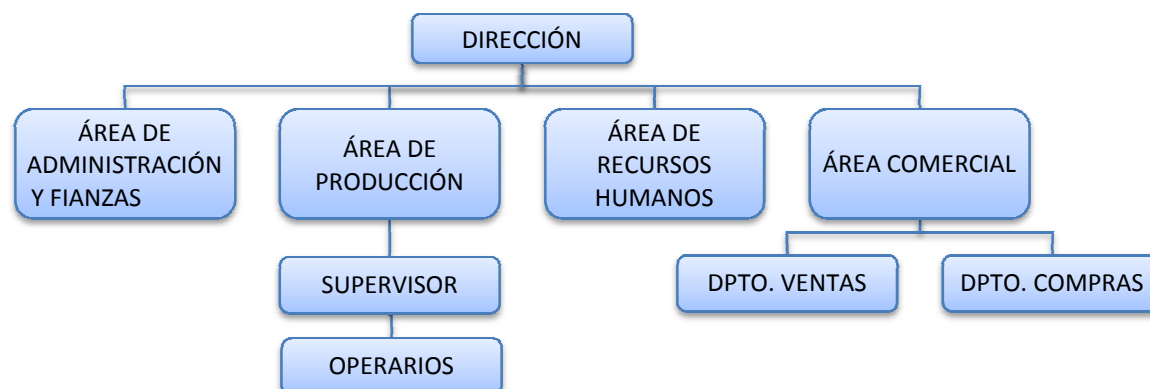 DIRECCIÓN
ÁREA DE
ADMINISTRACIÓN
Y FIANZAS
ÁREA DE
PRODUCCIÓN
ÁREA DE
RECURSOS
HUMANOS
ÁREA COMERCIAL
SUPERVISOR
DPTO. VENTAS
DPTO. COMPRAS
OPERARIOS